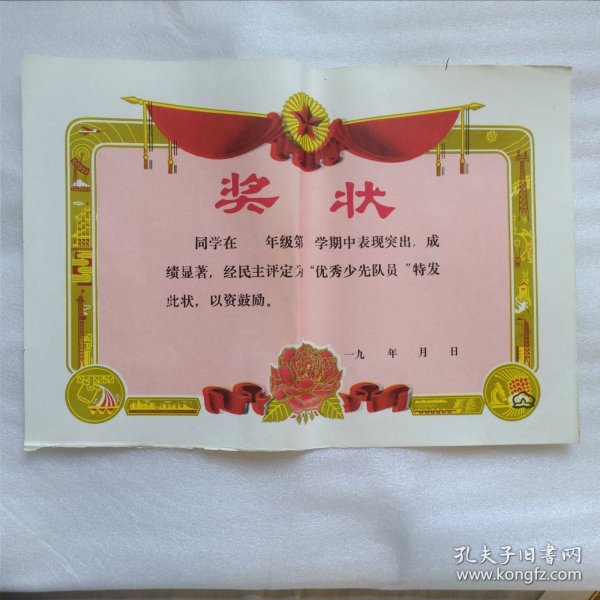 奖状
同学在 年级第 学期中表现突出,成
绩显著,经民主评定为“优秀少先队员”特发
此状,以资鼓励。
一九 年 月 日
孔夫子旧书网
www.kongfz.com